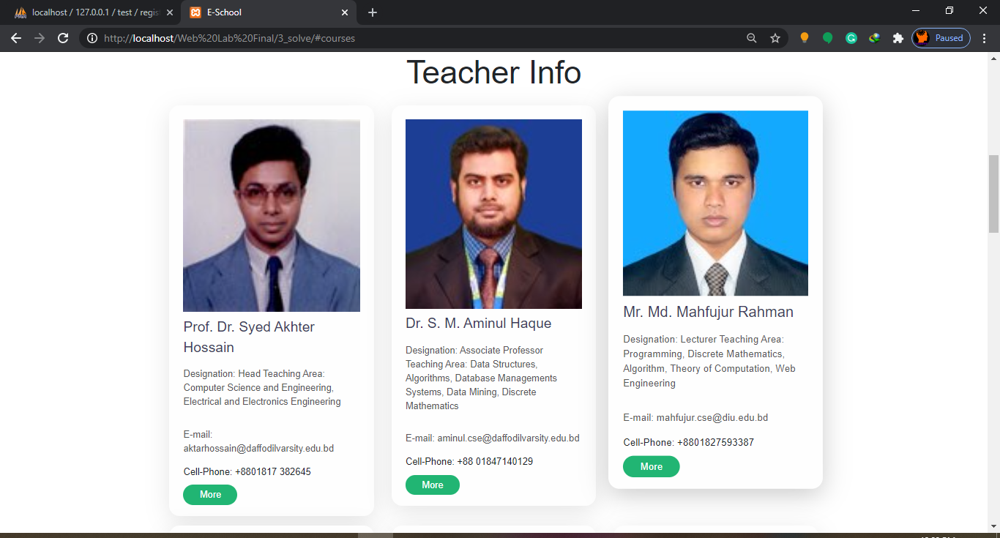 localhost / 127.0.0.1 / test / regis
E-School
http://localhost/Web%20Lab%20Final/3_solve/#courses
Paused
Teacher Info
Prof. Dr. Syed Akhter
Hossain
Designation: Head Teaching Area:
Computer Science and Engineering,
Electrical and Electronics Engineering
E-mail:
aktarhossain@daffodilvarsity.edu.bd
Cell-Phone: +8801817 382645
More
Dr. S. M. Aminul Haque
Designation: Associate Professor
Teaching Area: Data Structures,
Algorithms, Database Managements
Systems, Data Mining, Discrete
Mathematics
E-mail: aminul.cse@daffodilvarsity.edu.bd
Cell-Phone: +88 01847140129
More
Mr. Md. Mahfujur Rahman
Designation: Lecturer Teaching Area:
Programming, Discrete Mathematics,
Algorithm, Theory of Computation, Web
Engineering
E-mail: mahfujur.cse@diu.edu.bd
Cell-Phone: +8801827593387
More